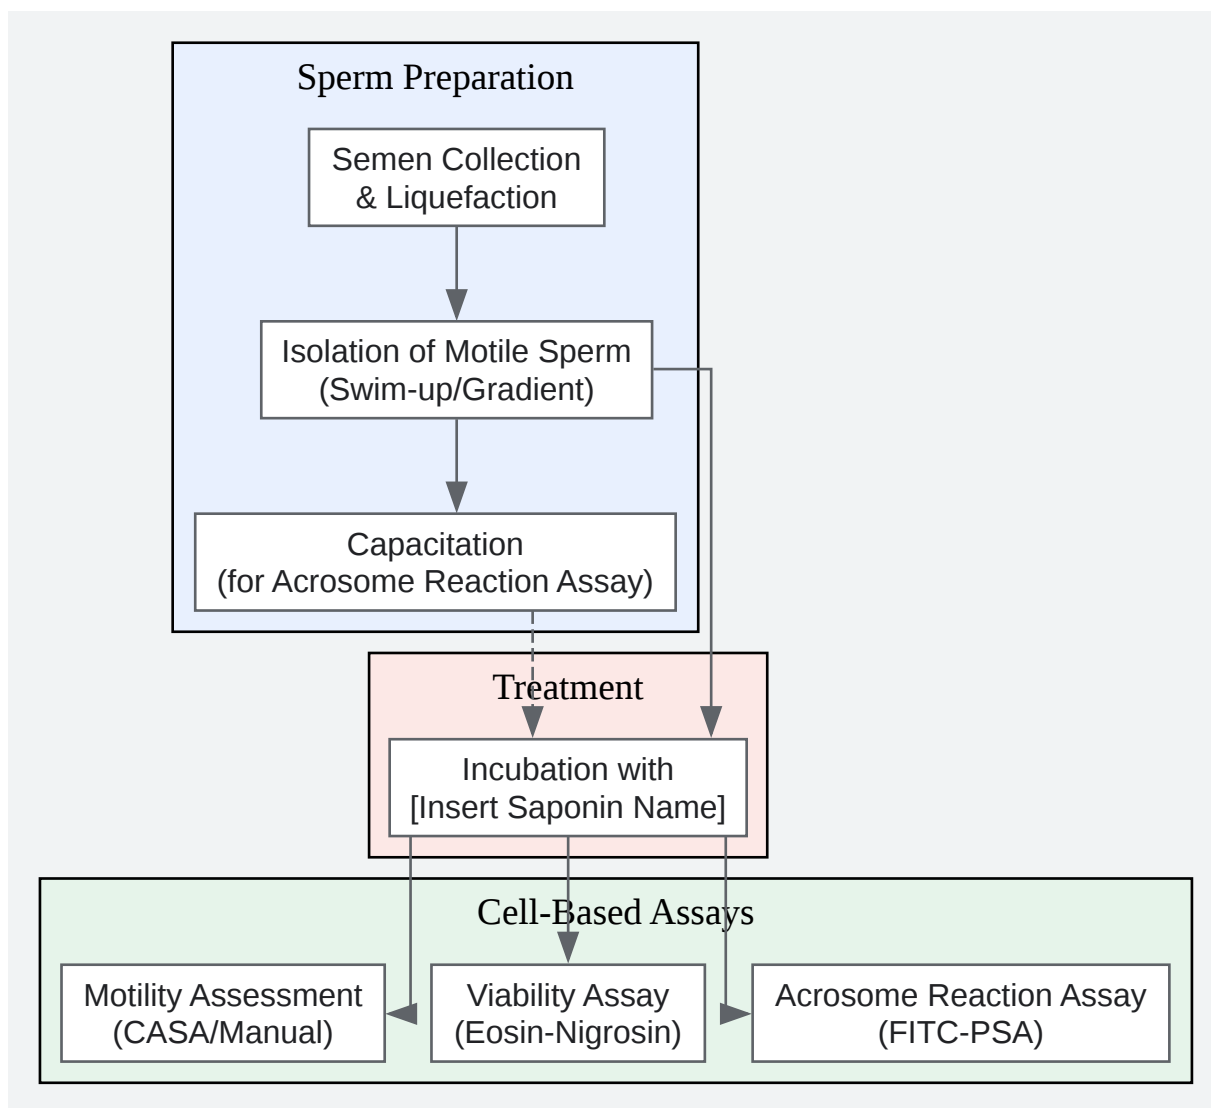 Sperm Preparation
Semen Collection
& Liquefaction
Isolation of Motile Sperm
(Swim-up/Gradient)
Capacitation
(for Acrosome Reaction Assay)
Treatment
Incubation with
[Insert Saponin Name]
Cell-Based Assays
Motility Assessment
(CASA/Manual)
Viability Assay
(Eosin-Nigrosin)
Acrosome Reaction Assay
(FITC-PSA)